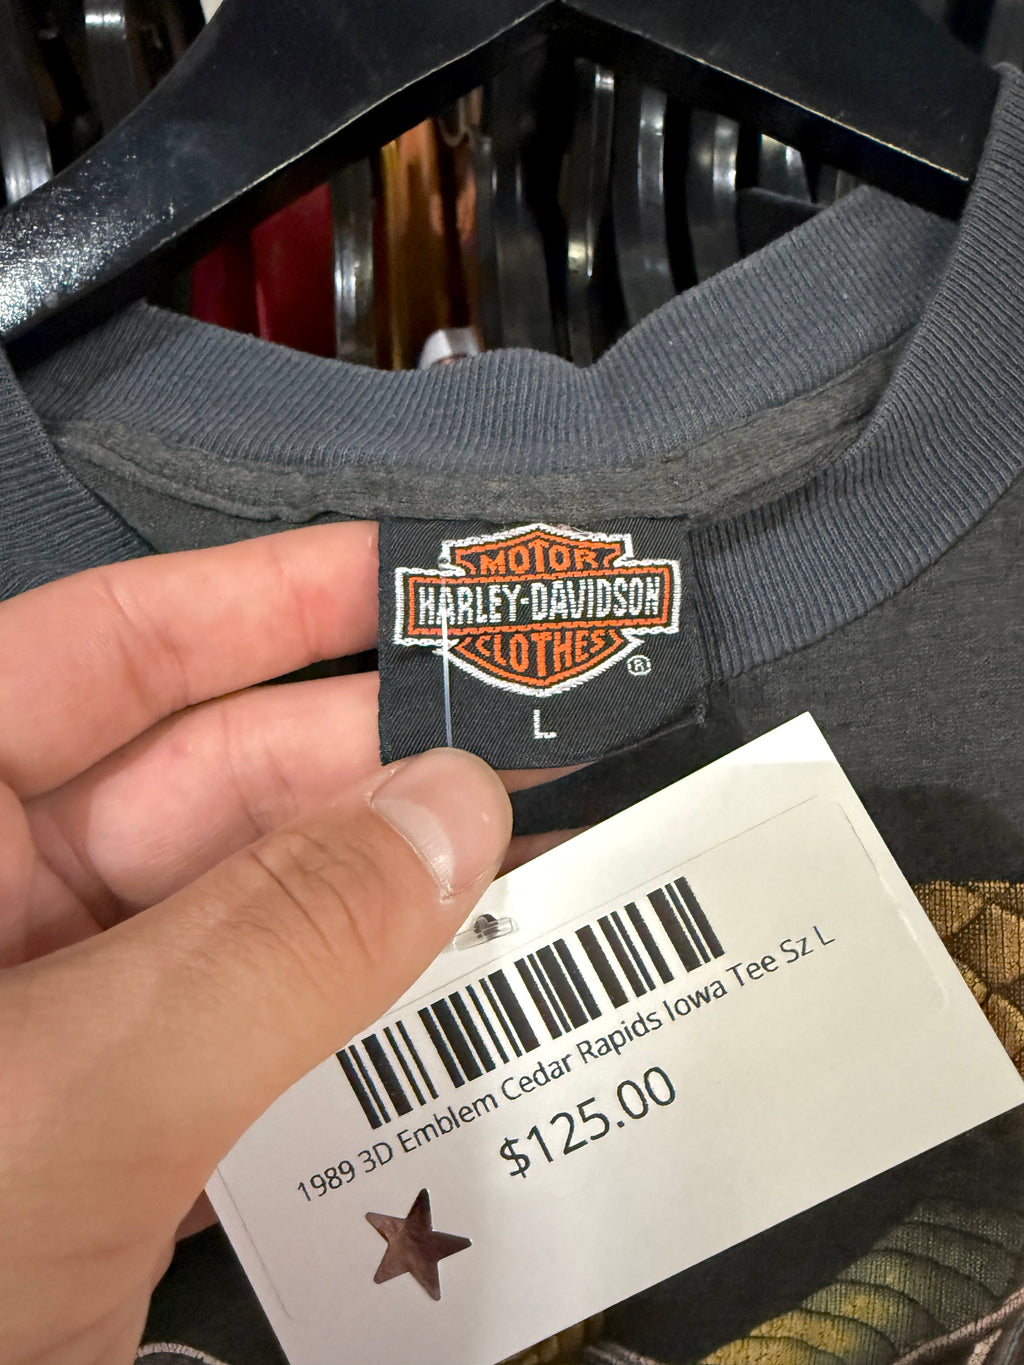 MOTOR
HARLEY-DAVIDSON
CLOTHES
®
L
1989 3D Emblem Cedar Rapids Iowa Tee Sz L
$125.00